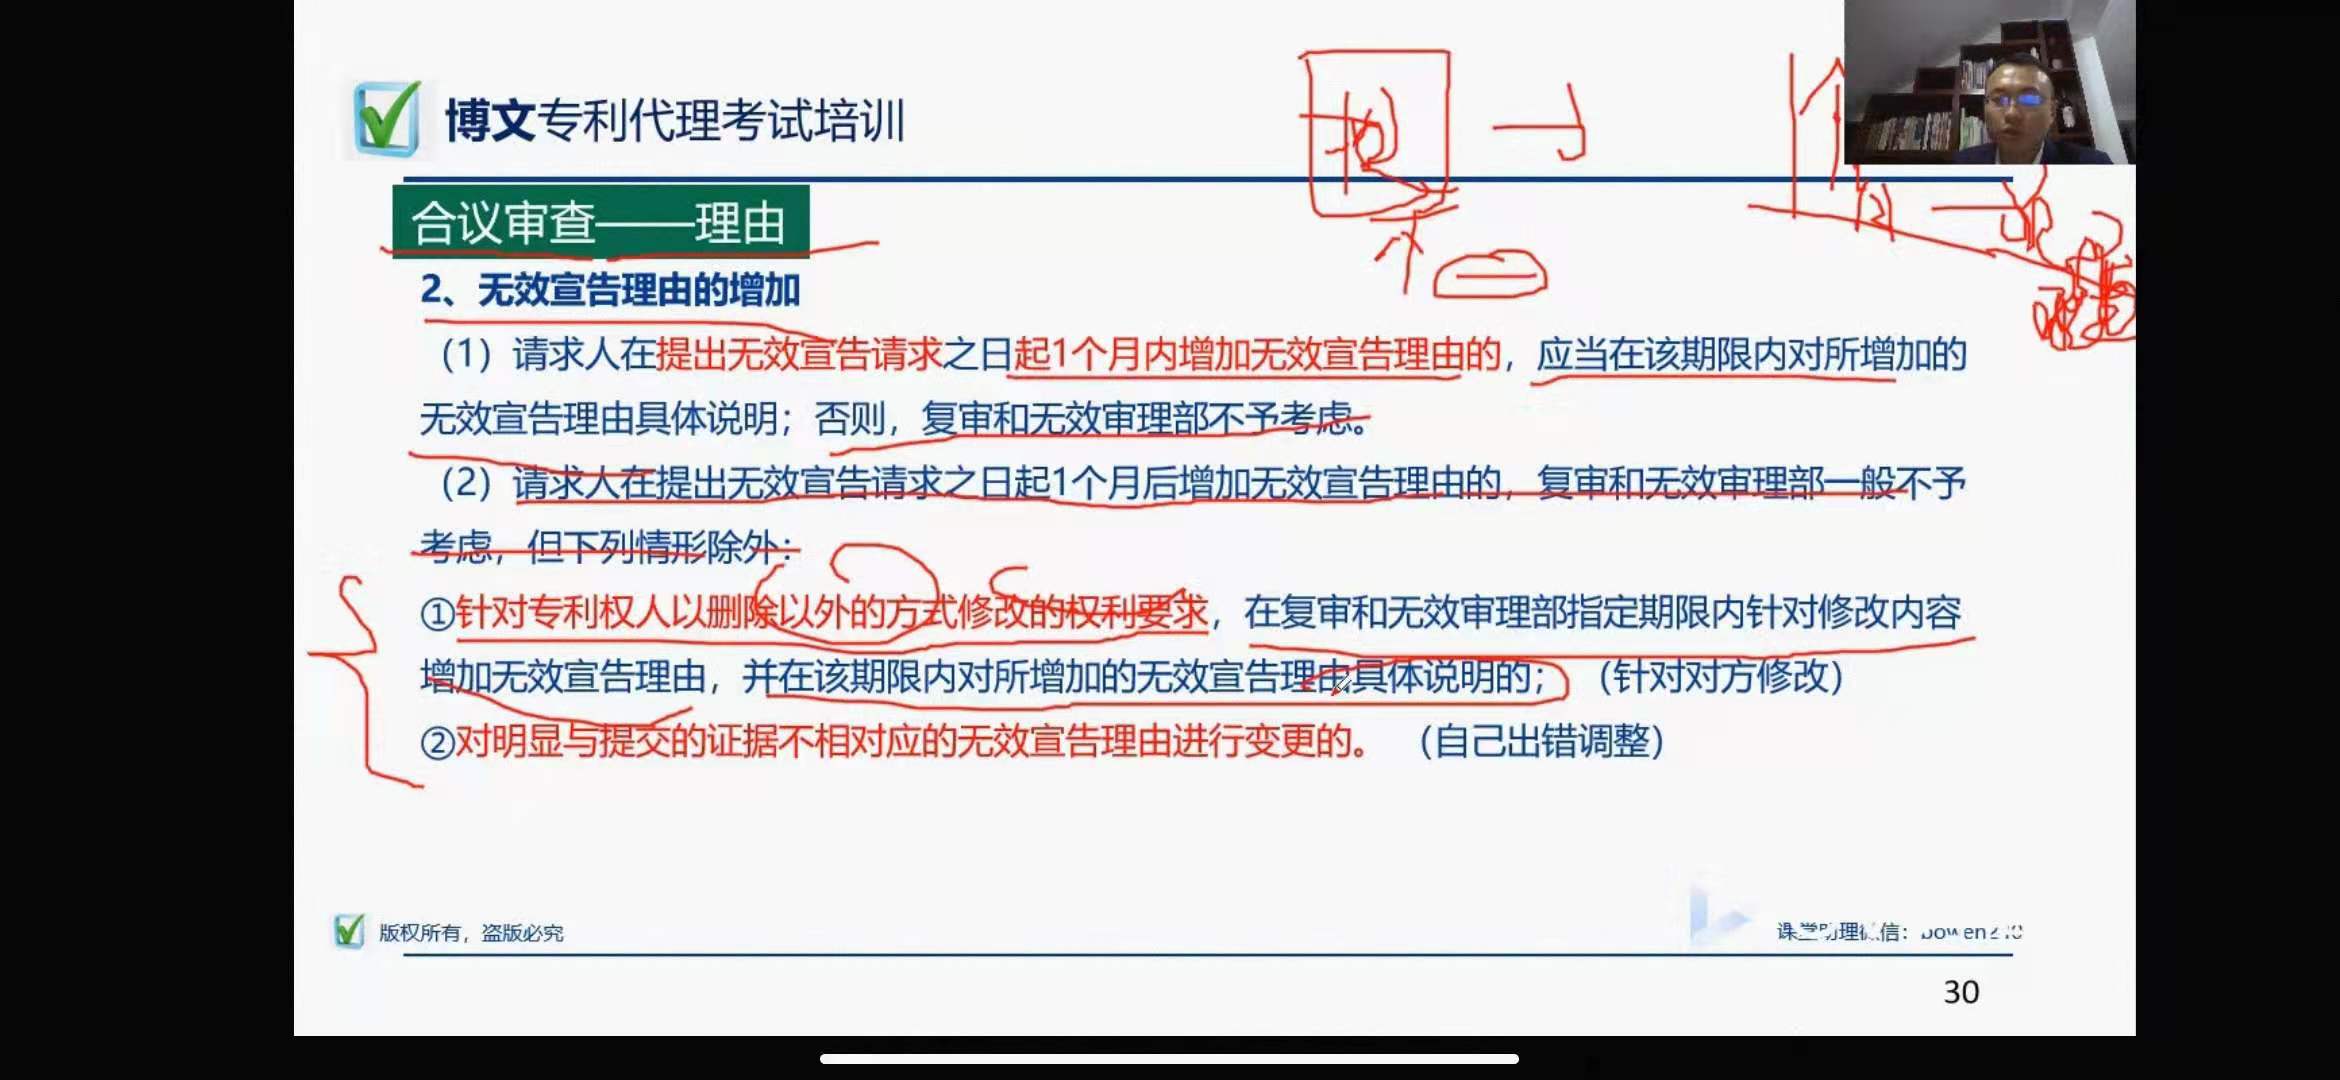 博文专利代理考试培训
合议审查——理由
2、无效宣告理由的增加
（1）请求人在提出无效宣告请求之日起1个月内增加无效宣告理由的，应当在该期限内对所增加的
无效宣告理由具体说明；否则，复审和无效审理部不予考虑。
（2）请求人在提出无效宣告请求之日起1个月后增加无效宣告理由的，复审和无效审理部一般不予
考虑，但下列情形除外：
①针对专利权人以删除以外的方式修改的权利要求，在复审和无效审理部指定期限内针对修改内容
增加无效宣告理由，并在该期限内对所增加的无效宣告理由具体说明的；（针对对方修改）
②对明显与提交的证据不相对应的无效宣告理由进行变更的。（自己出错调整）
版权所有，盗版必究
课堂助理微信：bowen210
30